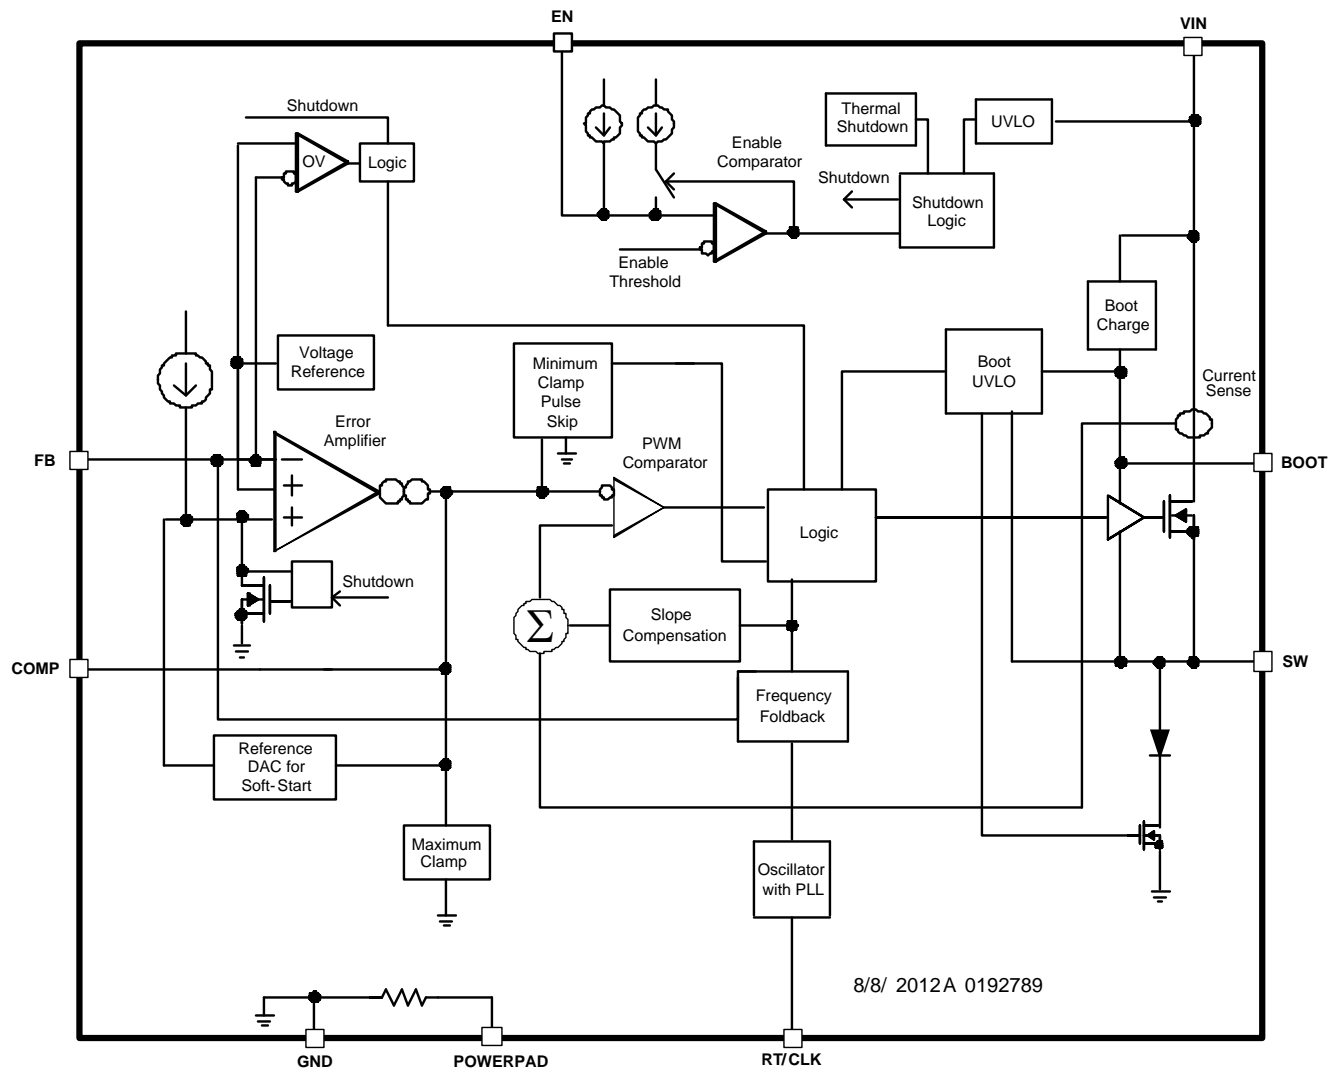 EN
VIN
Shutdown
OV
Logic
Thermal
Shutdown
UVLO
Enable
Comparator
Shutdown
Shutdown
Logic
Enable
Threshold
Boot
Charge
Voltage
Reference
Minimum
Clamp
Pulse
Skip
Boot
UVLO
Current
Sense
Error
Amplifier
PWM
Comparator
FB
BOOT
−
+
+
Logic
Shutdown
Σ
Slope
Compensation
COMP
SW
Frequency
Foldback
Reference
DAC for
Soft-Start
Maximum
Clamp
Oscillator
with PLL
8/8/ 2012 A 0192789
GND
POWERPAD
RT/CLK